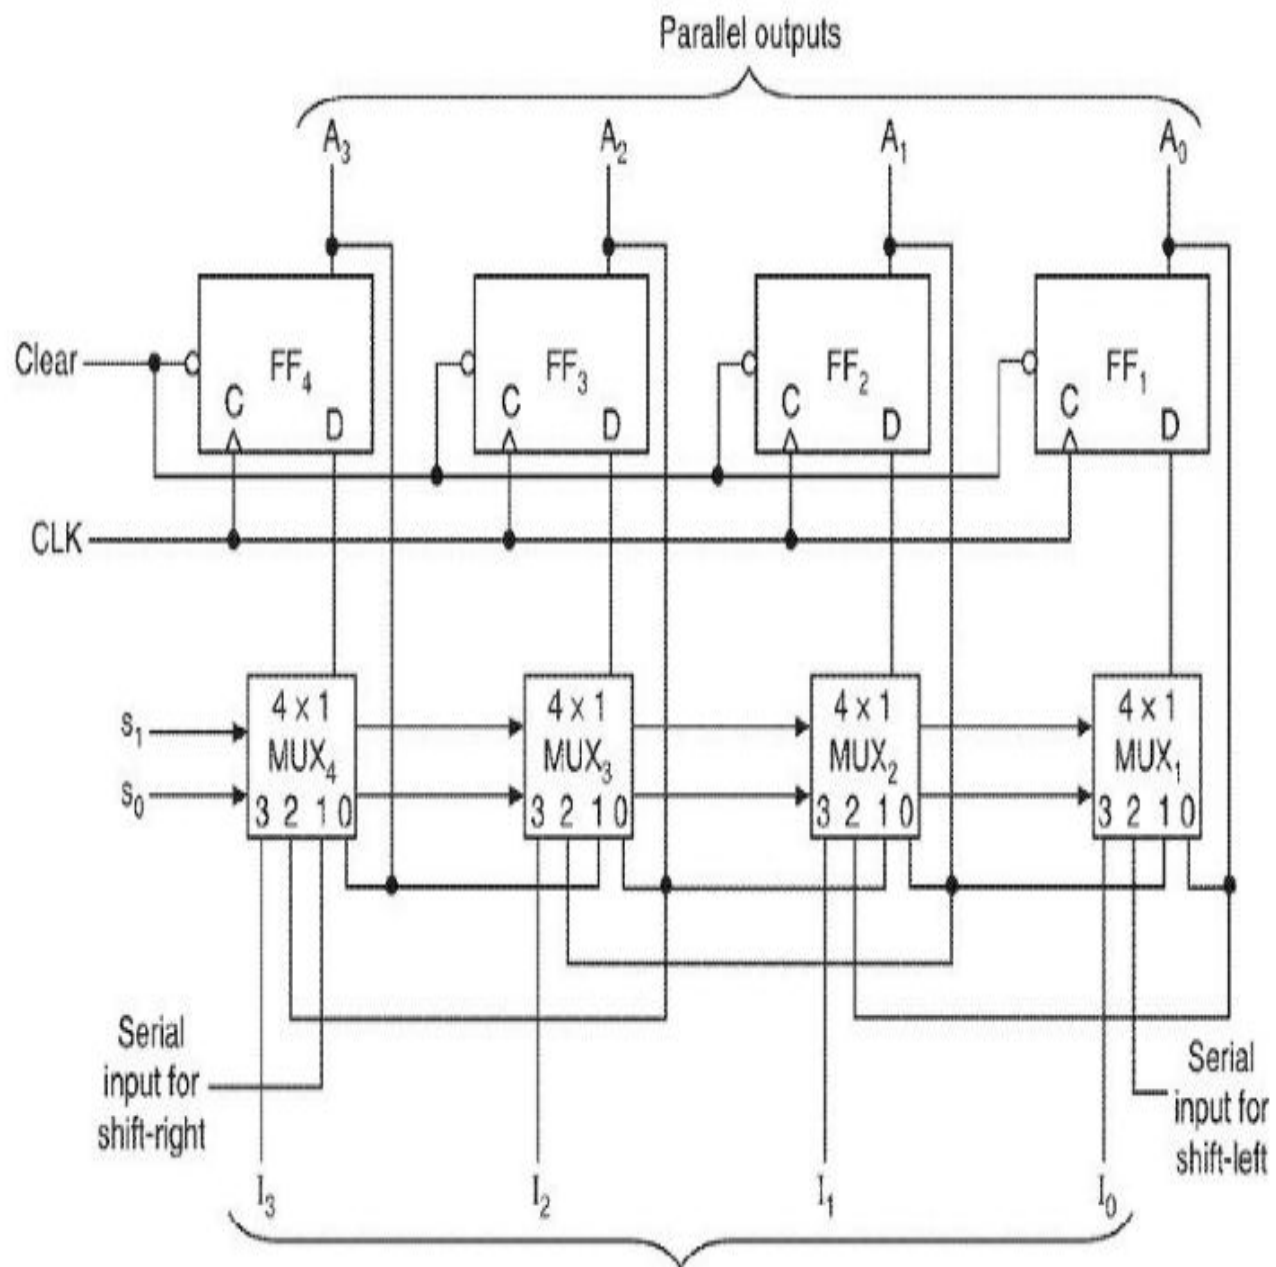 Parallel outputs
A3 A2 A1 A0
Clear
FF4 FF3 FF2 FF1
C D C D C D C D
CLK
s1
s0
4 x 1 4 x 1 4 x 1 4 x 1
MUX4 MUX3 MUX2 MUX1
3 2 1 0 3 2 1 0 3 2 1 0 3 2 1 0
Serial
input for
shift-right
Serial
input for
shift-left
I3 I2 I1 I0